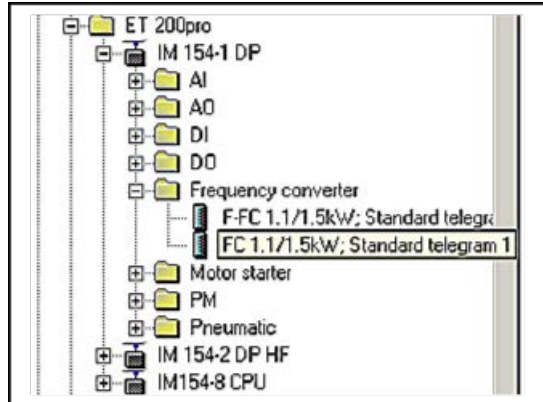 ET 200pro
IM 154-1 DP
AI
AO
DI
DO
Frequency converter
F-FC 1.1/1.5kW; Standard telegra
FC 1.1/1.5kW; Standard telegram 1
Motor starter
PM
Pneumatic
IM 154-2 DP HF
IM154-8 CPU